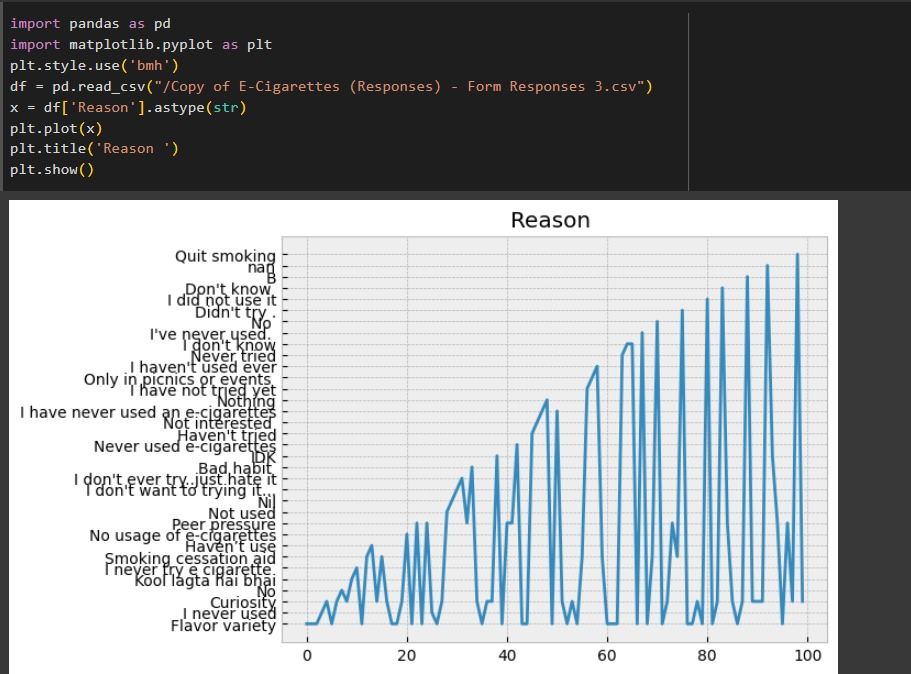 import pandas as pd
import matplotlib.pyplot as plt
plt.style.use('bmh')
df = pd.read_csv("/Copy of E-Cigarettes (Responses) - Form Responses 3.csv")
x = df['Reason'].astype(str)
plt.plot(x)
plt.title('Reason ')
plt.show()
Reason
Quit smoking
nan
B
Don't know
I did not use it
Didn't try .
No
I've never used.
I don't know
Never tried
I haven't used ever
Only in picnics or events
I have not tried yet
Nothing
I have never used an e-cigarettes
Not interested
Haven't tried
Never used e-cigarettes
IDK
Bad habit
I don't ever try..just hate it
I don't want to trying it...
Nil
Not used
Peer pressure
No usage of e-cigarettes
Haven't use
Smoking cessation aid
I never try e cigarette.
Kool lagta hai bhai
No
Curiosity
I never used
Flavor variety
0 20 40 60 80 100